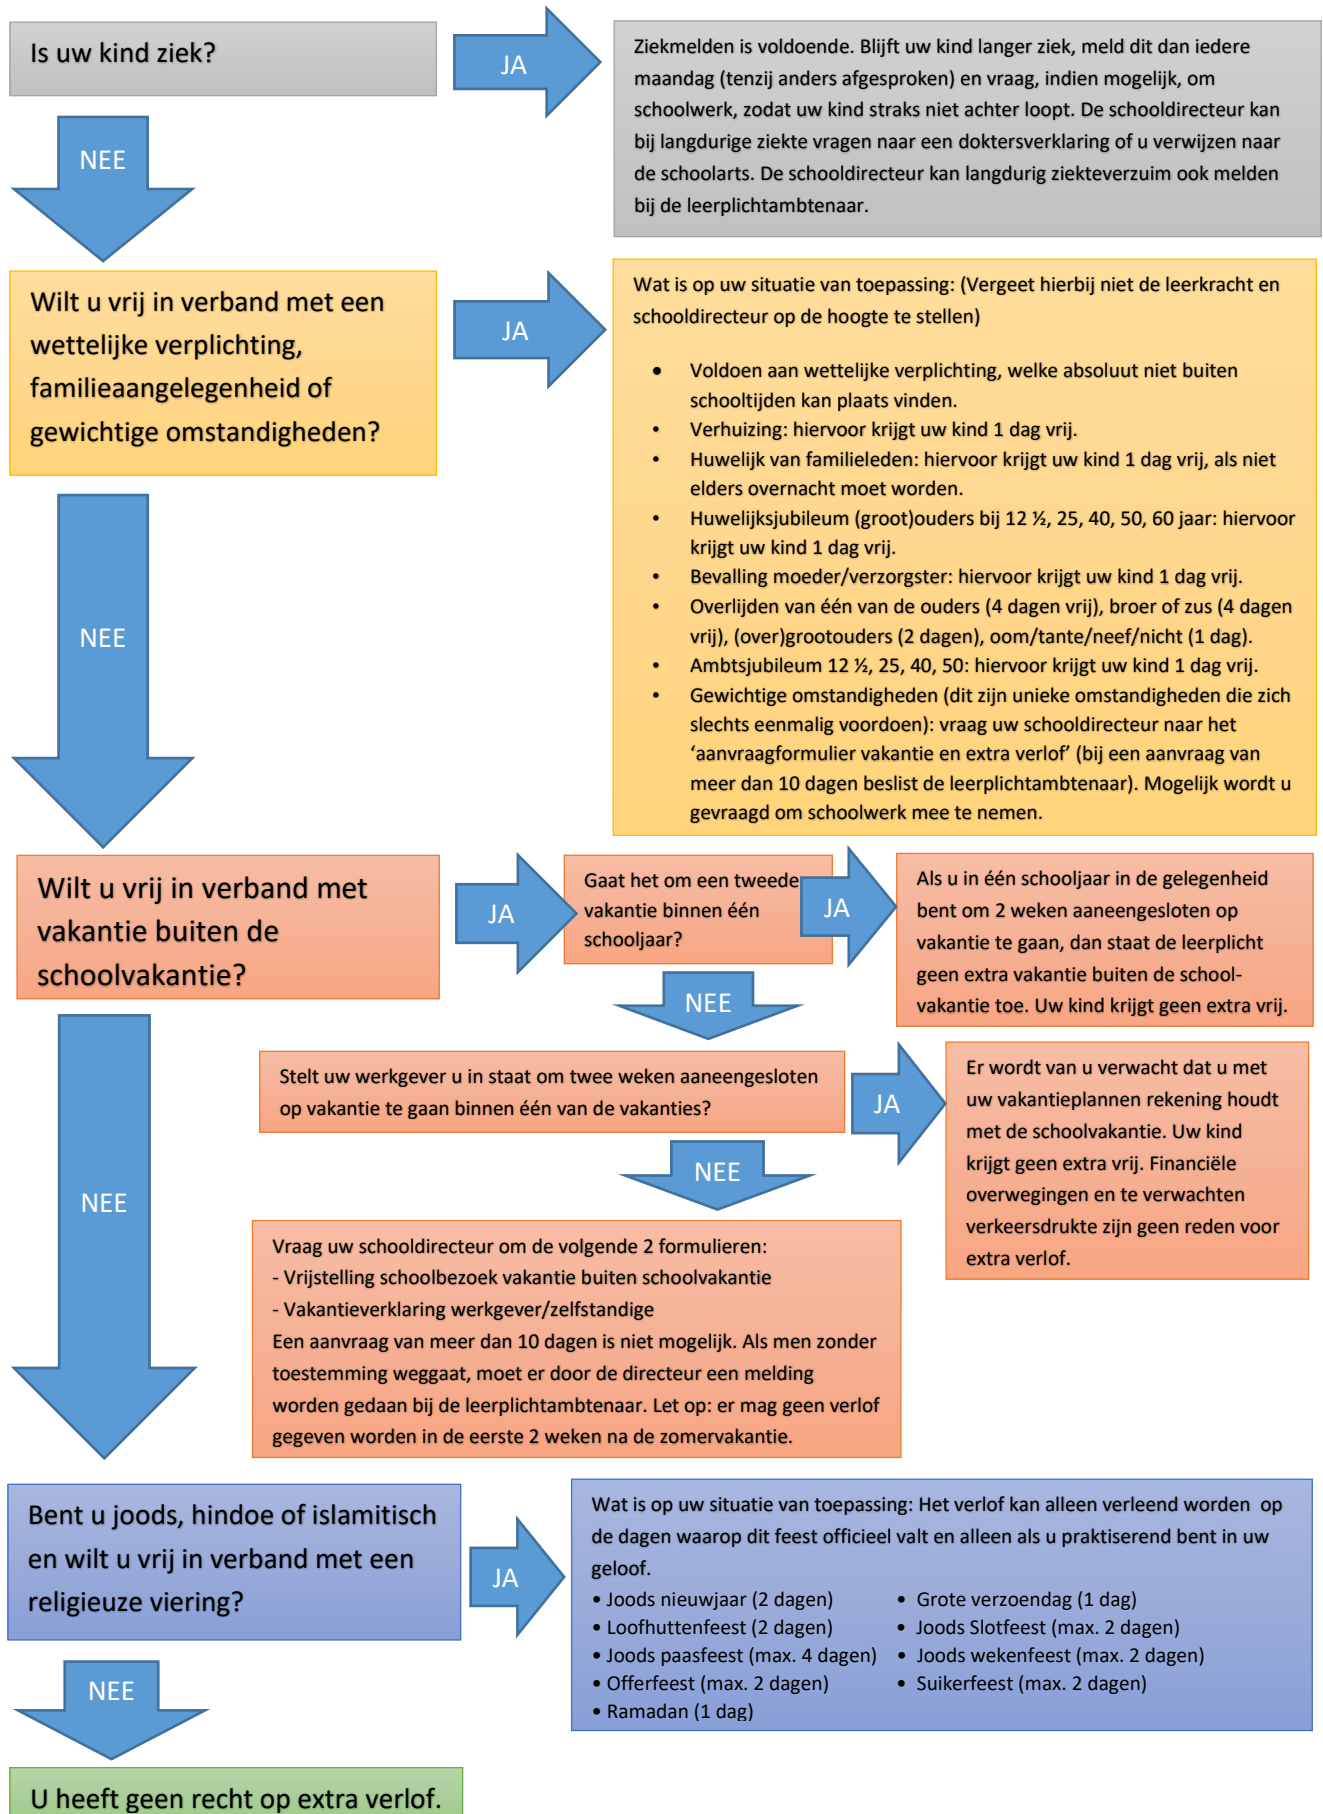 Is uw kind ziek?
JA
Ziekmelden is voldoende. Blijft uw kind langer ziek, meld dit dan iedere
maandag (tenzij anders afgesproken) en vraag, indien mogelijk, om
schoolwerk, zodat uw kind straks niet achter loopt. De schooldirecteur kan
bij langdurige ziekte vragen naar een doktersverklaring of u verwijzen naar
de schoolarts. De schooldirecteur kan langdurig ziekteverzuim ook melden
bij de leerplichtambtenaar.
NEE
Wilt u vrij in verband met een
wettelijke verplichting,
familieaangelegenheid of
gewichtige omstandigheden?
JA
Wat is op uw situatie van toepassing: (Vergeet hierbij niet de leerkracht en
schooldirecteur op de hoogte te stellen)
• Voldoen aan wettelijke verplichting, welke absoluut niet buiten
schooltijden kan plaats vinden.
• Verhuizing: hiervoor krijgt uw kind 1 dag vrij.
• Huwelijk van familieleden: hiervoor krijgt uw kind 1 dag vrij, als niet
elders overnacht moet worden.
• Huwelijksjubileum (groot)ouders bij 12 ½, 25, 40, 50, 60 jaar: hiervoor
krijgt uw kind 1 dag vrij.
• Bevalling moeder/verzorgster: hiervoor krijgt uw kind 1 dag vrij.
• Overlijden van één van de ouders (4 dagen vrij), broer of zus (4 dagen
vrij), (over)grootouders (2 dagen), oom/tante/neef/nicht (1 dag).
• Ambtsjubileum 12 ½, 25, 40, 50: hiervoor krijgt uw kind 1 dag vrij.
• Gewichtige omstandigheden (dit zijn unieke omstandigheden die zich
slechts eenmalig voordoen): vraag uw schooldirecteur naar het
‘aanvraagformulier vakantie en extra verlof’ (bij een aanvraag van
meer dan 10 dagen beslist de leerplichtambtenaar). Mogelijk wordt u
gevraagd om schoolwerk mee te nemen.
NEE
Wilt u vrij in verband met
vakantie buiten de
schoolvakantie?
JA
Gaat het om een tweede
vakantie binnen één
schooljaar?
JA
Als u in één schooljaar in de gelegenheid
bent om 2 weken aaneengesloten op
vakantie te gaan, dan staat de leerplicht
geen extra vakantie buiten de school-
vakantie toe. Uw kind krijgt geen extra vrij.
NEE
Stelt uw werkgever u in staat om twee weken aaneengesloten
op vakantie te gaan binnen één van de vakanties?
JA
Er wordt van u verwacht dat u met
uw vakantieplannen rekening houdt
met de schoolvakantie. Uw kind
krijgt geen extra vrij. Financiële
overwegingen en te verwachten
verkeersdrukte zijn geen reden voor
extra verlof.
NEE
Vraag uw schooldirecteur om de volgende 2 formulieren:
- Vrijstelling schoolbezoek vakantie buiten schoolvakantie
- Vakantieverklaring werkgever/zelfstandige
Een aanvraag van meer dan 10 dagen is niet mogelijk. Als men zonder
toestemming weggaat, moet er door de directeur een melding
worden gedaan bij de leerplichtambtenaar. Let op: er mag geen verlof
gegeven worden in de eerste 2 weken na de zomervakantie.
NEE
Bent u joods, hindoe of islamitisch
en wilt u vrij in verband met een
religieuze viering?
JA
Wat is op uw situatie van toepassing: Het verlof kan alleen verleend worden op
de dagen waarop dit feest officieel valt en alleen als u praktiserend bent in uw
geloof.
• Joods nieuwjaar (2 dagen) • Grote verzoendag (1 dag)
• Loofhuttenfeest (2 dagen) • Joods Slotfeest (max. 2 dagen)
• Joods paasfeest (max. 4 dagen) • Joods wekenfeest (max. 2 dagen)
• Offerfeest (max. 2 dagen) • Suikerfeest (max. 2 dagen)
• Ramadan (1 dag)
NEE
U heeft geen recht op extra verlof.